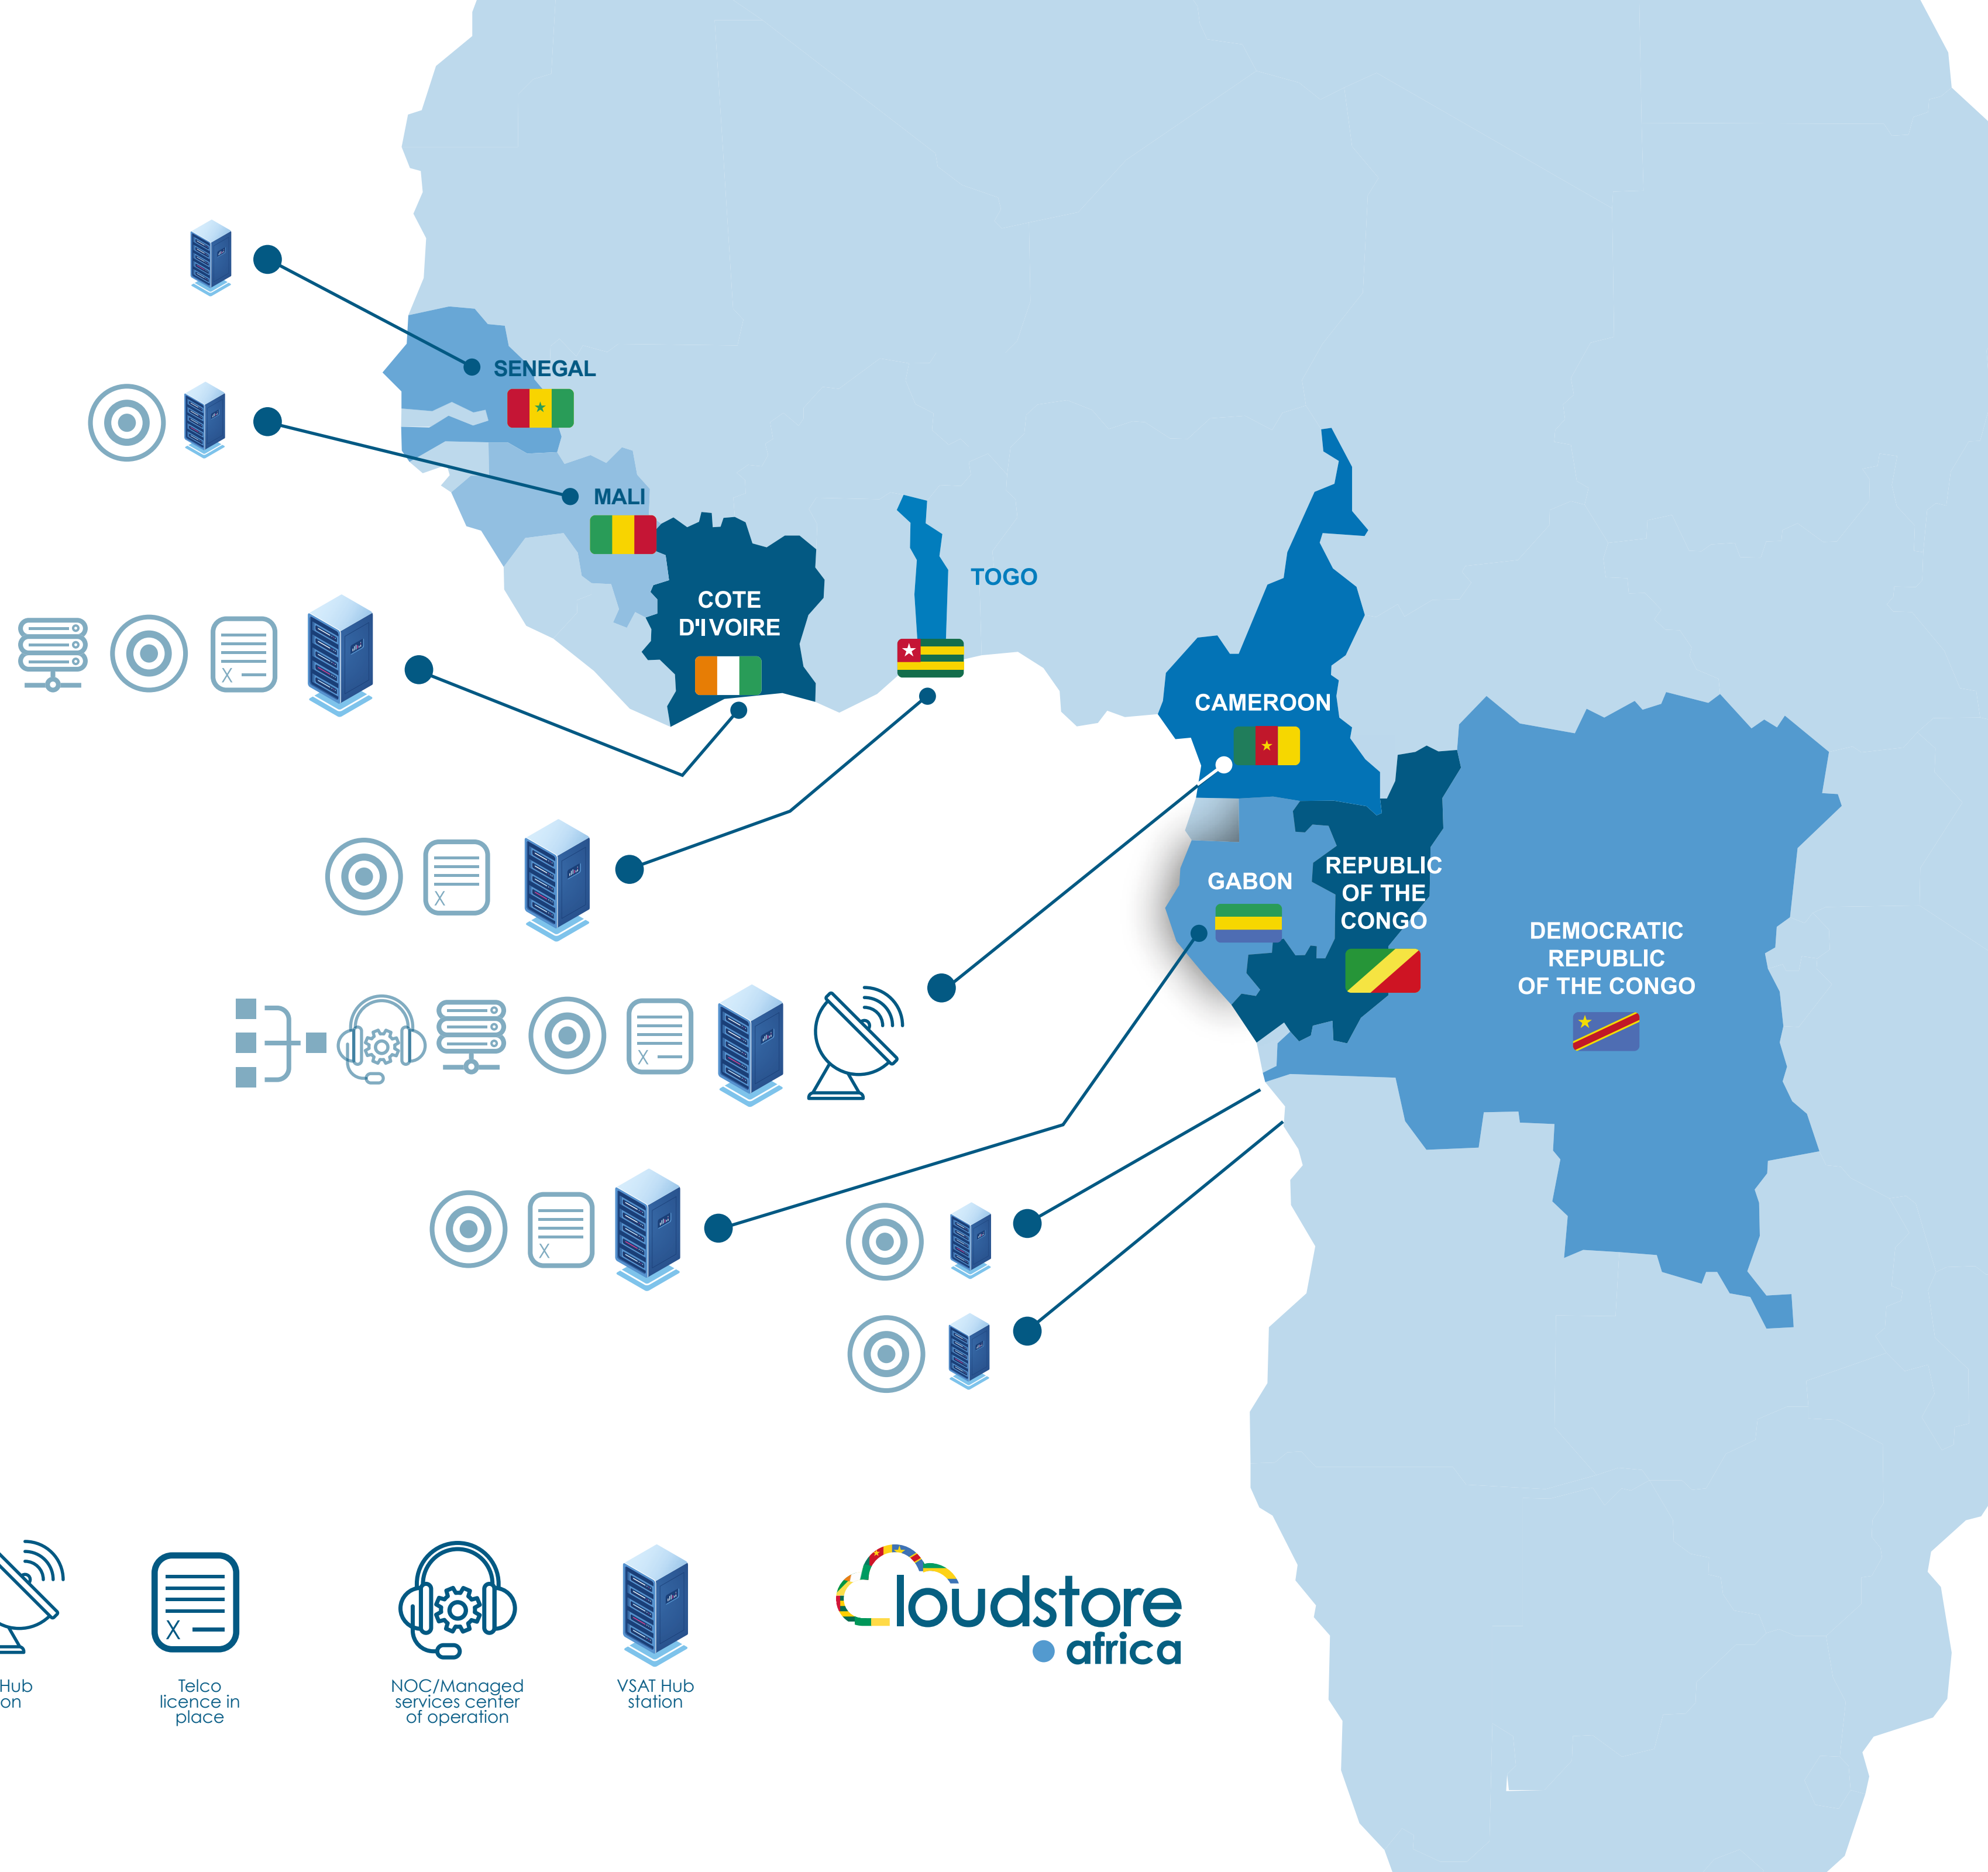 SENEGAL
MALI
COTE
D'IVOIRE
TOGO
CAMEROON
GABON
REPUBLIC
OF THE
CONGO
DEMOCRATIC
REPUBLIC
OF THE CONGO
Hub
on
Telco
licence in
place
NOC/Managed
services center
of operation
VSAT Hub
station
loudstore
africa